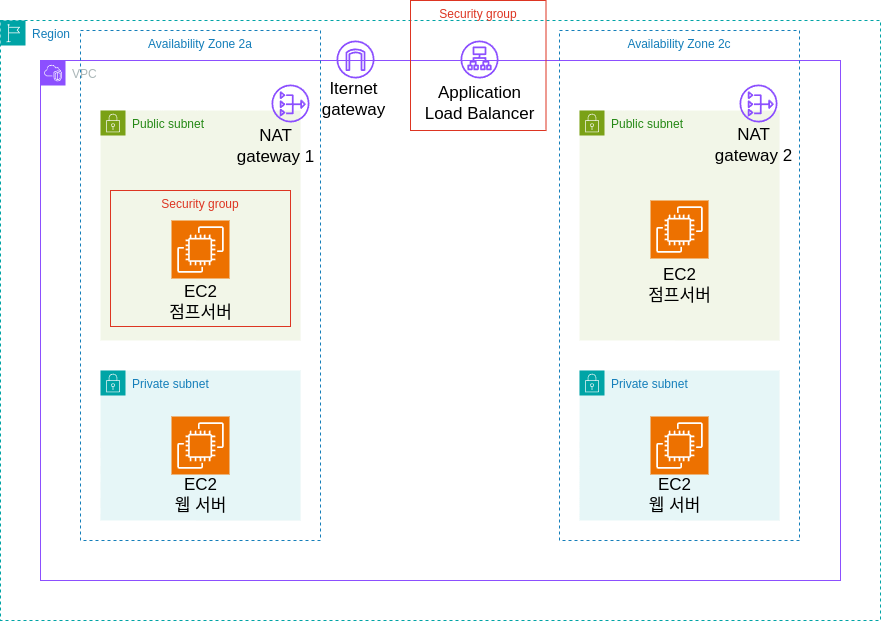 Region
Availability Zone 2a
Security group
Availability Zone 2c
VPC
Iternet
gateway
Application
Load Balancer
Public subnet
NAT
gateway 1
Security group
EC2
점프서버
Private subnet
EC2
웹 서버
Public subnet
NAT
gateway 2
EC2
점프서버
Private subnet
EC2
웹 서버